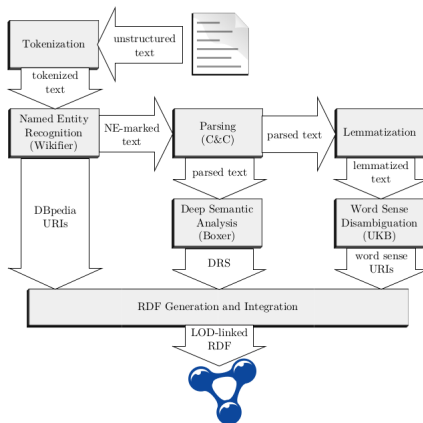 Tokenization
unstructured
text
tokenized
text
Named Entity
Recognition
(Wikifier)
NE-marked
text
Parsing
(C&C)
parsed text
Lemmatization
parsed text
lemmatized
text
DBpedia
URIs
Deep Semantic
Analysis
(Boxer)
Word Sense
Disambiguation
(UKB)
DRS
word sense
URIs
RDF Generation and Integration
LOD-linked
RDF